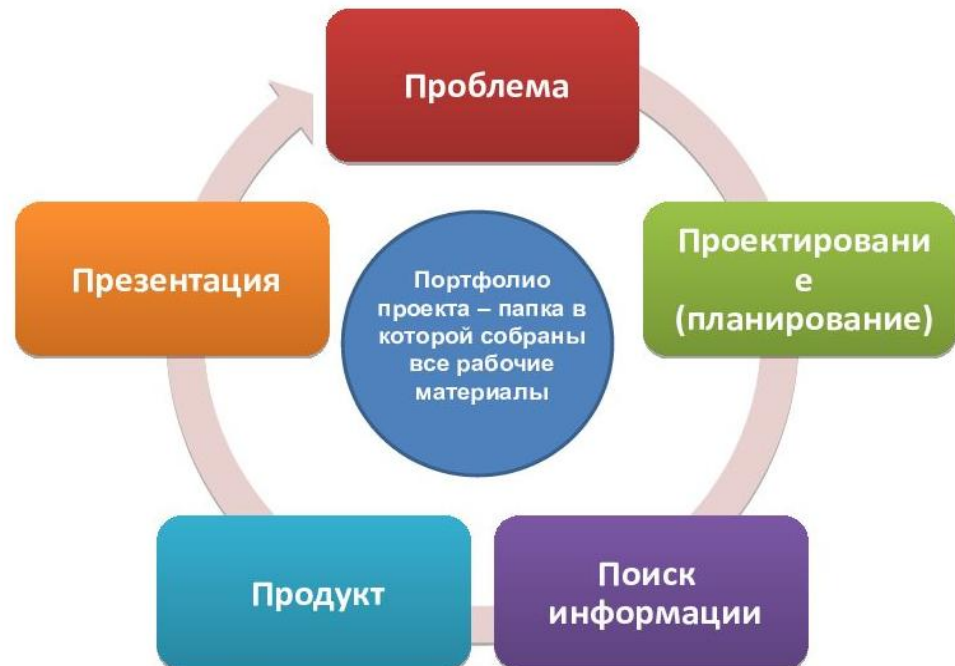 Проблема
Проектировани
е
(планирование)
Поиск
информации
Продукт
Презентация
Портфолио
проекта – папка в
которой собраны
все рабочие
материалы